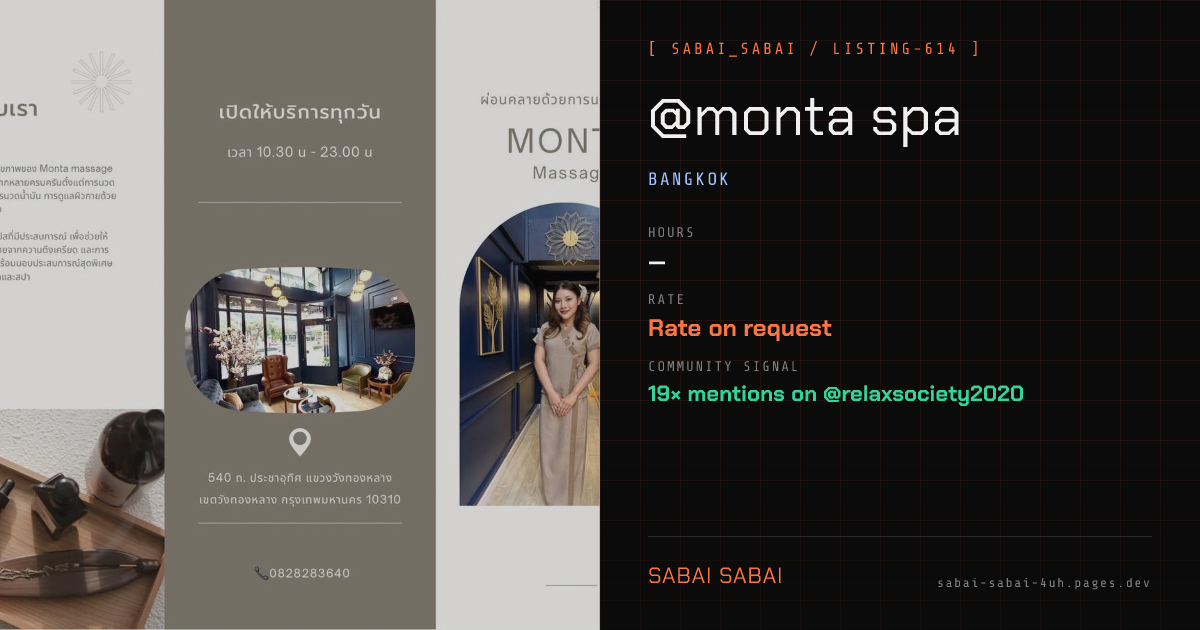 บเรา
ขภาพของ Monta massage
ากหลายครบครันตั้งแต่การนวด
รนวดน้ำมัน การดูแลผิวกายด้วย
ปัสที่มีประสบการณ์ เพื่อช่วยให้
ยจากความตึงเครียด และการ
ร้อมมอบประสบการณ์สุดพิเศษ
และสปา
เปิดให้บริการทุกวัน
เวลา 10.30 น - 23.00 น
540 ถ. ประชาอุทิศ แขวงวังทองหลาง
เขตวังทองหลาง กรุงเทพมหานคร 10310
0828283640
ผ่อนคลายด้วยการน
MONT
Massag
[ SABAI_SABAI / LISTING-614 ]
@monta spa
BANGKOK
HOURS
—
RATE
Rate on request
COMMUNITY SIGNAL
19× mentions on @relaxsociety2020
SABAI SABAI
sabai-sabai-4uh.pages.dev